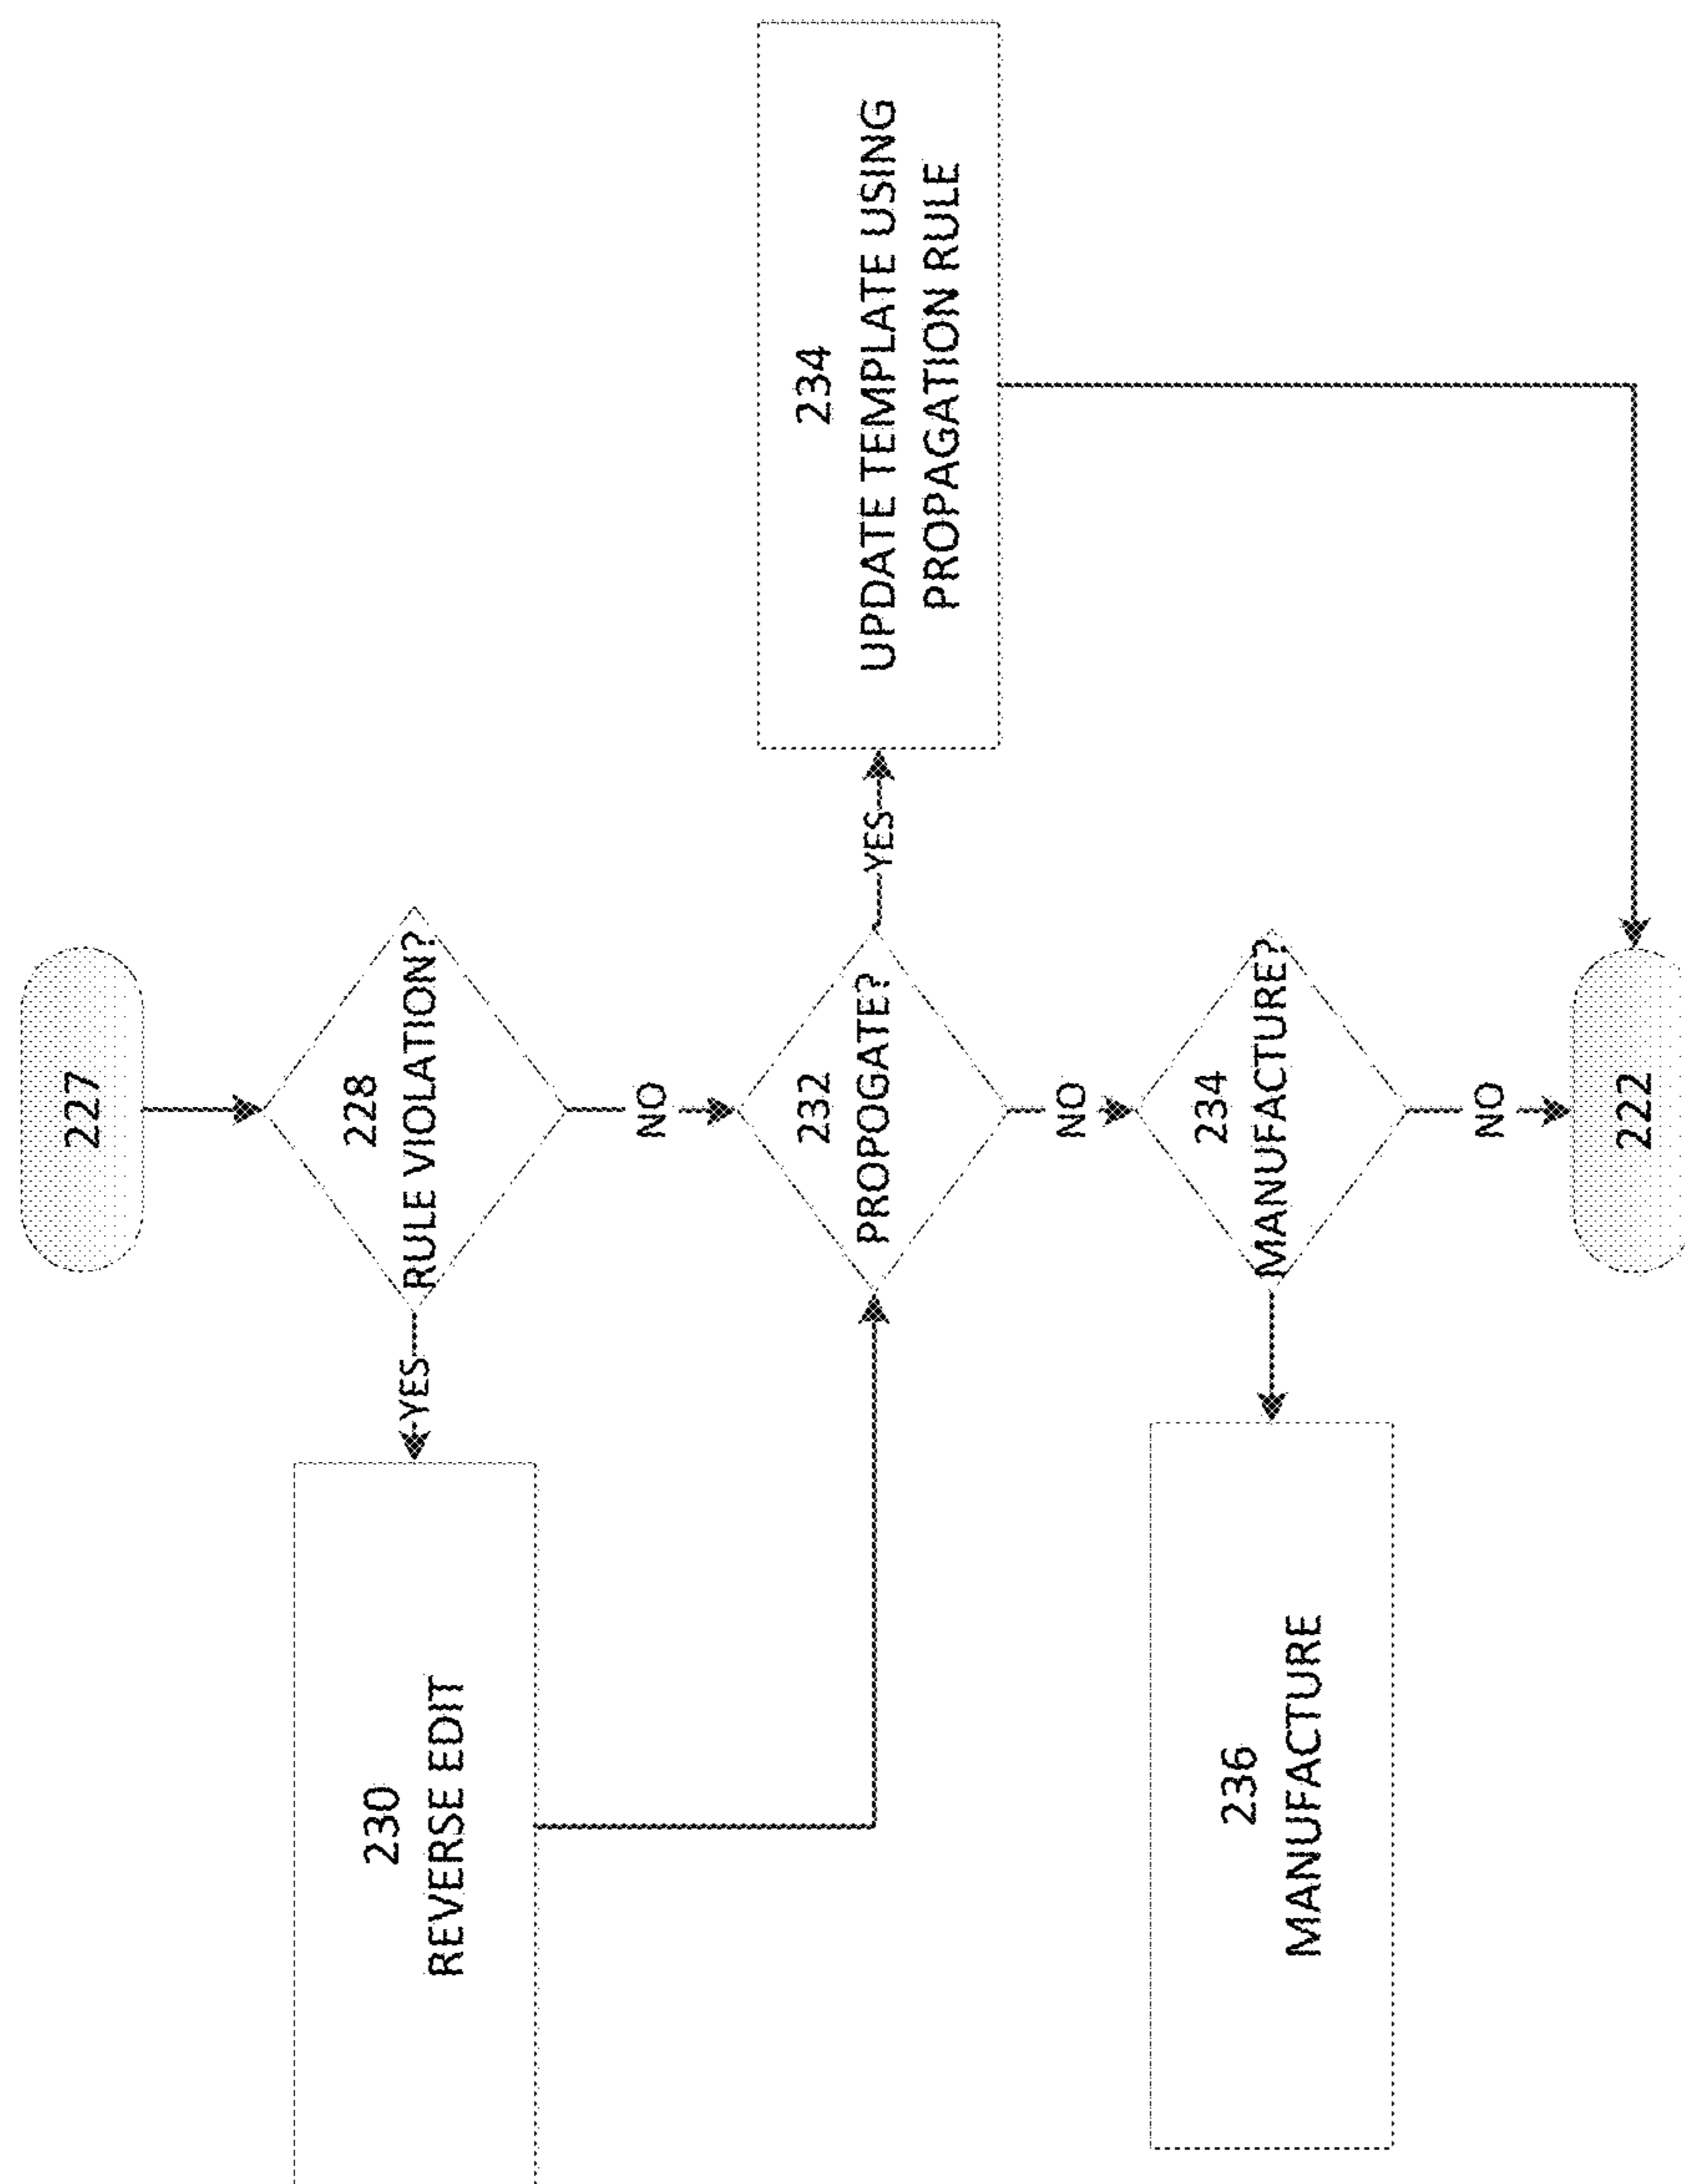 227
228
RULE VIOLATION?
YES
230
REVERSE EDIT
NO
232
PROPOGATE?
YES
234
UPDATE TEMPLATE USING
PROPAGATION RULE
NO
234
MANUFACTURE?
236
MANUFACTURE
NO
222